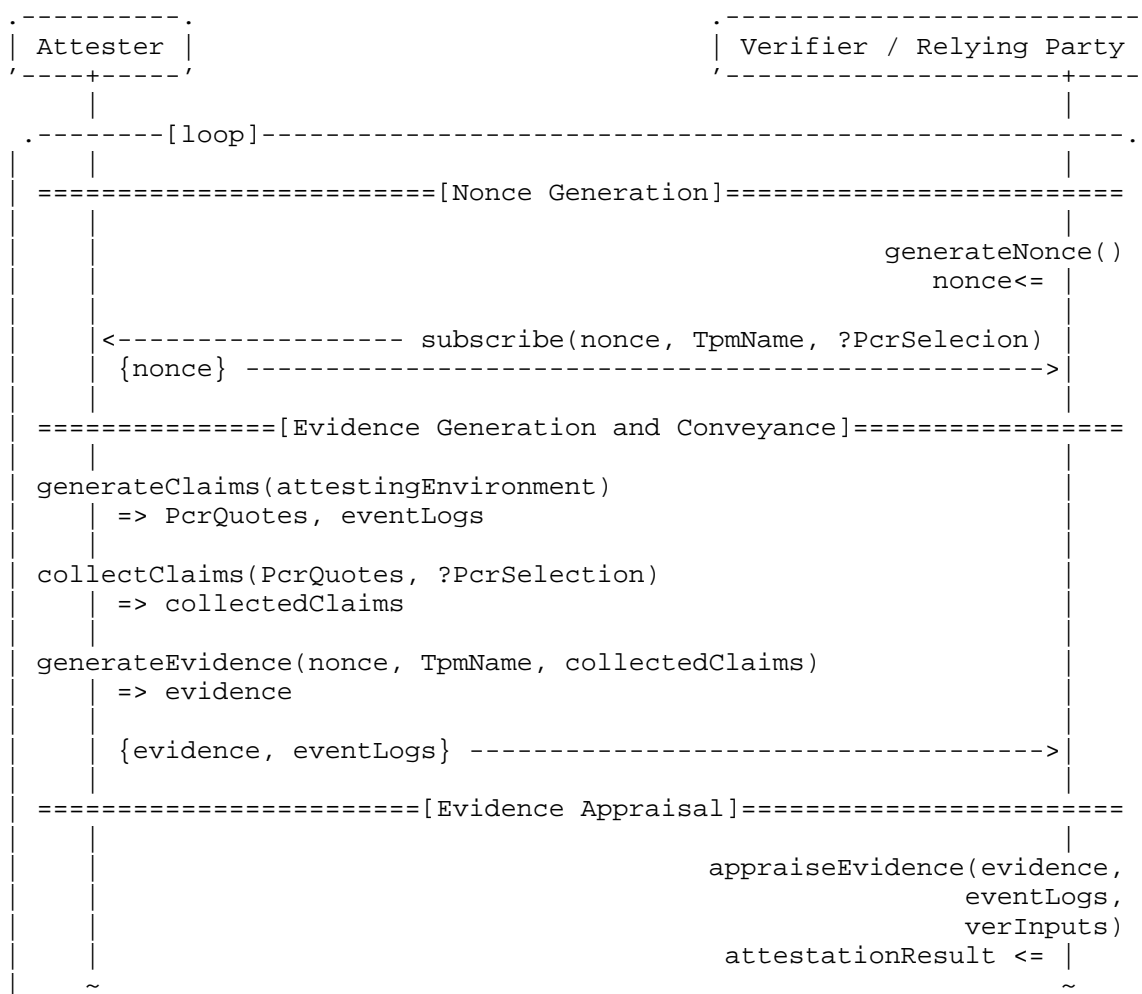 Attester    Verifier / Relying Party
[loop]
[Nonce Generation]
generateNonce()
nonce<=
<------------------ subscribe(nonce, TpmName, ?PcrSelecion)
{nonce} -------------------------------------------------->
[Evidence Generation and Conveyance]
generateClaims(attestingEnvironment)
=> PcrQuotes, eventLogs
collectClaims(PcrQuotes, ?PcrSelection)
=> collectedClaims
generateEvidence(nonce, TpmName, collectedClaims)
=> evidence
{evidence, eventLogs} ------------------------------------>
[Evidence Appraisal]
appraiseEvidence(evidence,
eventLogs,
verInputs)
attestationResult <=